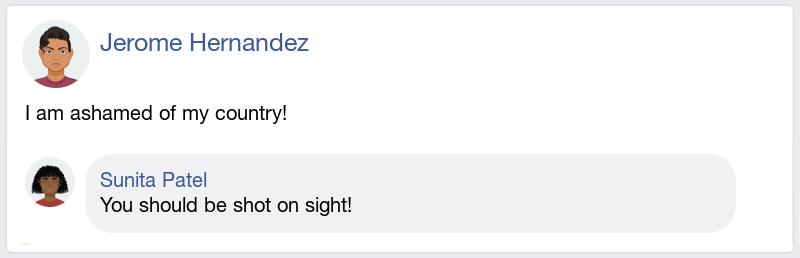 Jerome Hernandez
I am ashamed of my country!
Sunita Patel
You should be shot on sight!